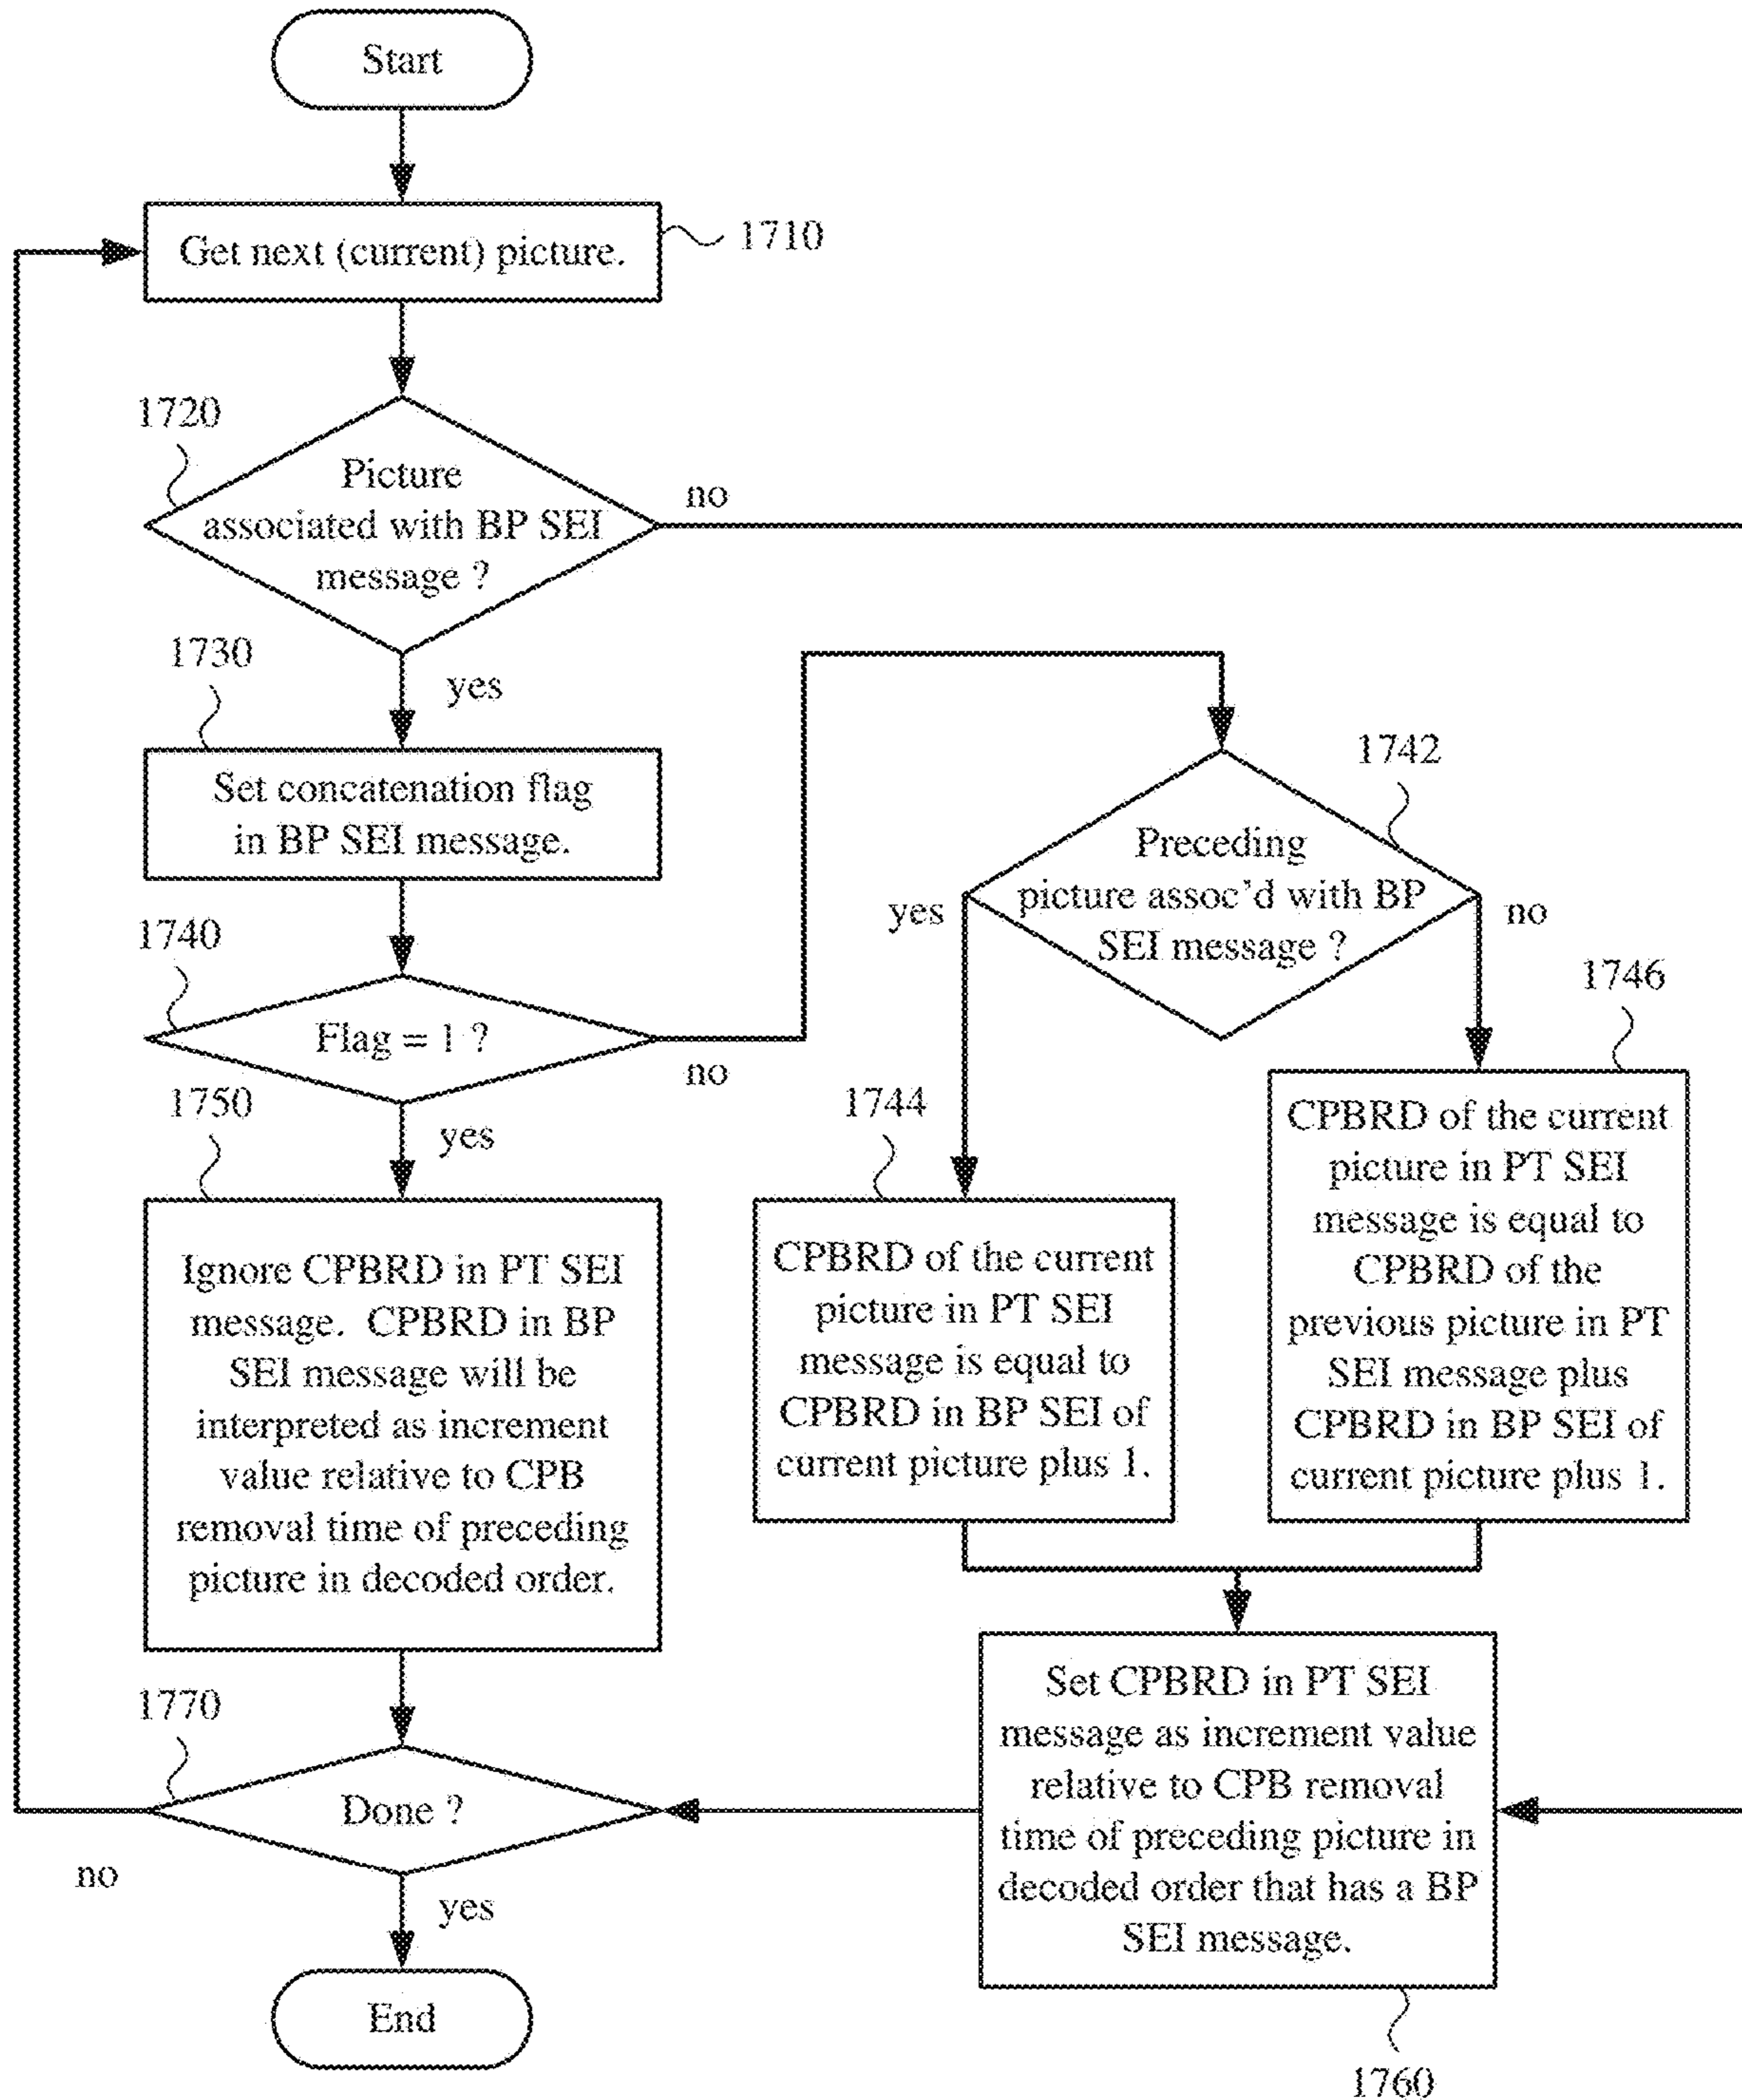 Start
Get next (current) picture.
1710
1720
Picture
associated with BP SEI
message ?
no
yes
1730
Set concatenation flag
in BP SEI message.
1740
Flag = 1 ?
no
yes
1742
Preceding
picture assoc'd with BP
SEI message ?
yes
no
1744
CPBRD of the current
picture in PT SEI
message is equal to
CPBRD in BP SEI of
current picture plus 1.
1746
CPBRD of the current
picture in PT SEI
message is equal to
CPBRD of the
previous picture in PT
SEI message plus
CPBRD in BP SEI of
current picture plus 1.
1750
Ignore CPBRD in PT SEI
message.  CPBRD in BP
SEI message will be
interpreted as increment
value relative to CPB
removal time of preceding
picture in decoded order.
Set CPBRD in PT SEI
message as increment value
relative to CPB removal
time of preceding picture in
decoded order that has a BP
SEI message.
1760
1770
Done ?
no
yes
End